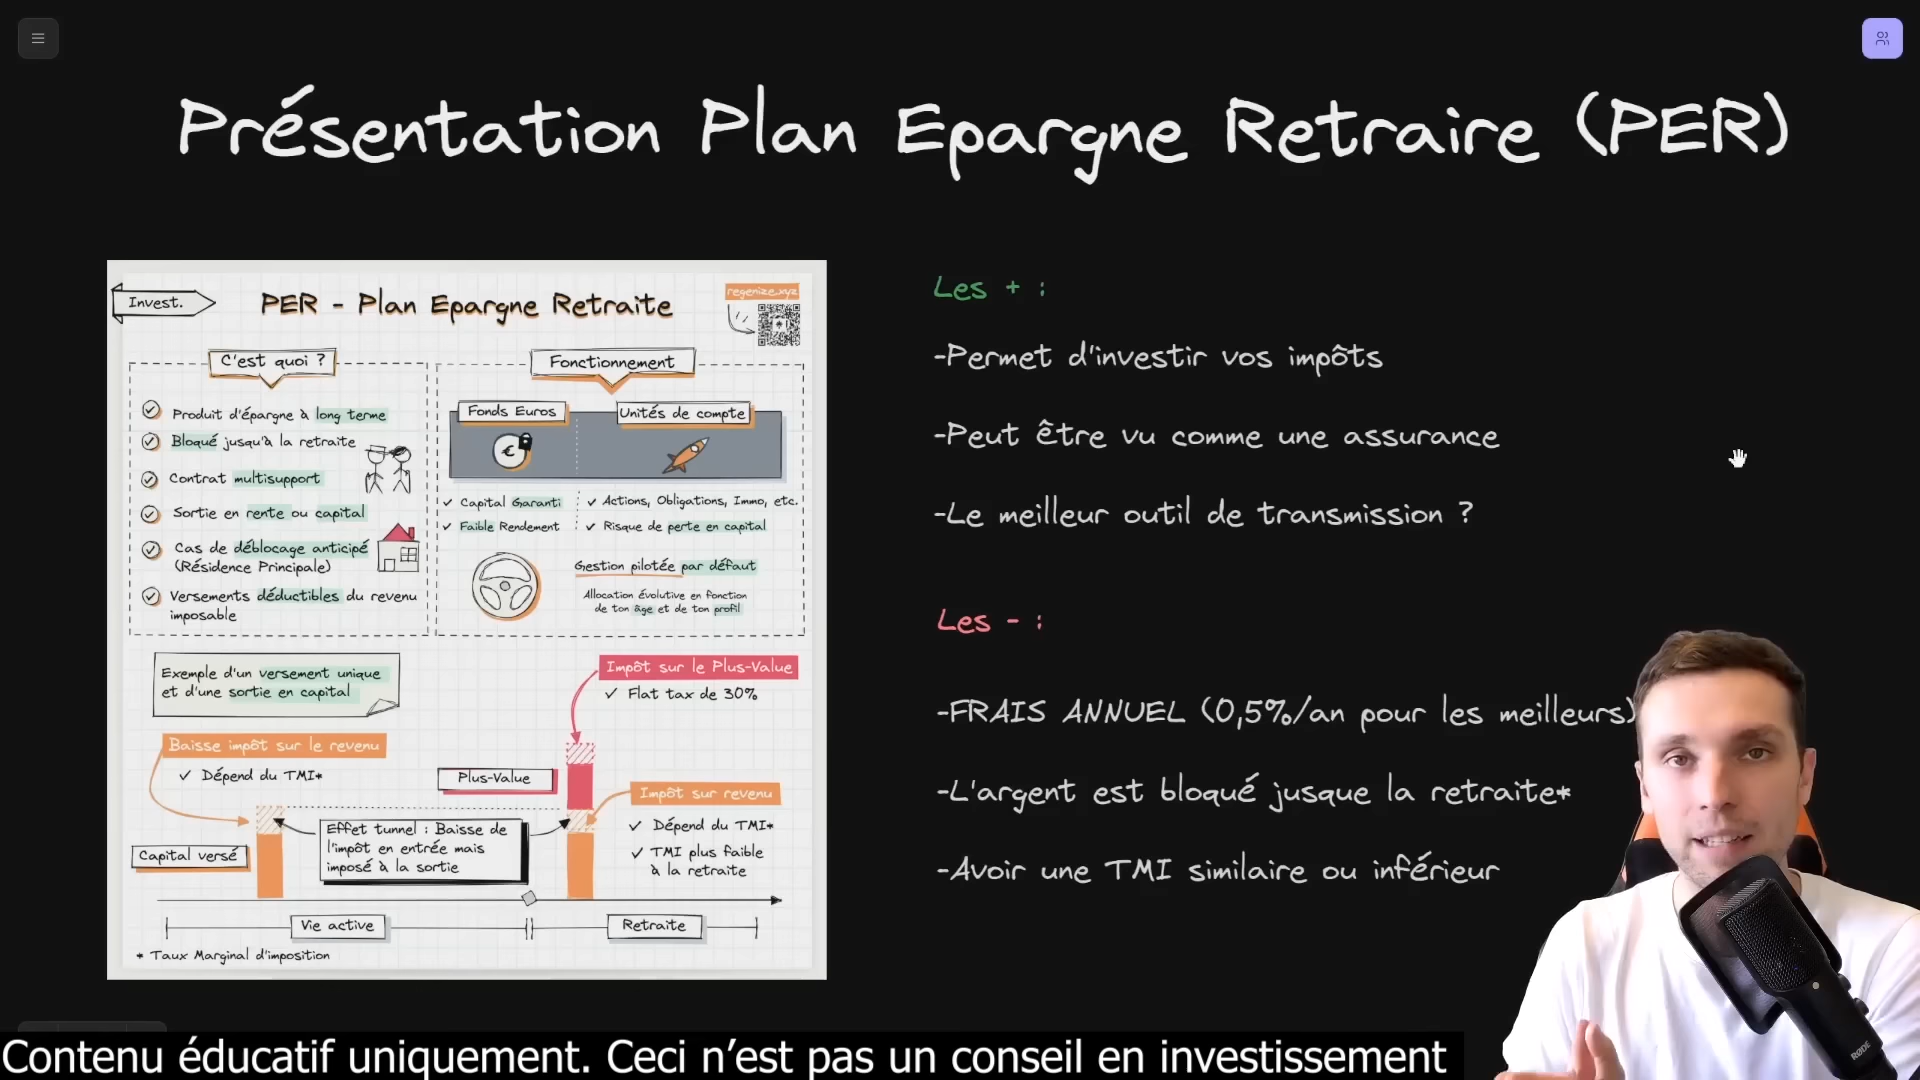 Présentation Plan Epargne Retraire (PER)
Invest.
PER - Plan Epargne Retraite
regenize.xyz
C'est quoi ?
Produit d'épargne à long terme
Bloqué jusqu'à la retraite
Contrat multisupport
Sortie en rente ou capital
Cas de déblocage anticipé
(Résidence Principale)
Versements déductibles du revenu
imposable
Fonctionnement
Fonds Euros
Unités de compte
€
Capital Garanti
Faible Rendement
Actions, Obligations, Immo, etc.
Risque de perte en capital
Gestion pilotée par défaut
Allocation évolutive en fonction
de ton âge et de ton profil
Exemple d'un versement unique
et d'une sortie en capital
Impôt sur le Plus-Value
Flat tax de 30%
Baisse impôt sur le revenu
Dépend du TMI*
Plus-Value
Impôt sur revenu
Dépend du TMI*
TMI plus faible
à la retraite
Capital versé
Effet tunnel : Baisse de
l'impôt en entrée mais
imposé à la sortie
Vie active
Retraite
* Taux Marginal d'imposition
Les + :
-Permet d'investir vos impôts
-Peut être vu comme une assurance
-Le meilleur outil de transmission ?
Les - :
-FRAIS ANNUEL (0,5%/an pour les meilleurs)
-L'argent est bloqué jusque la retraite*
-Avoir une TMI similaire ou inférieur
RØDE
Contenu éducatif uniquement. Ceci n’est pas un conseil en investissement